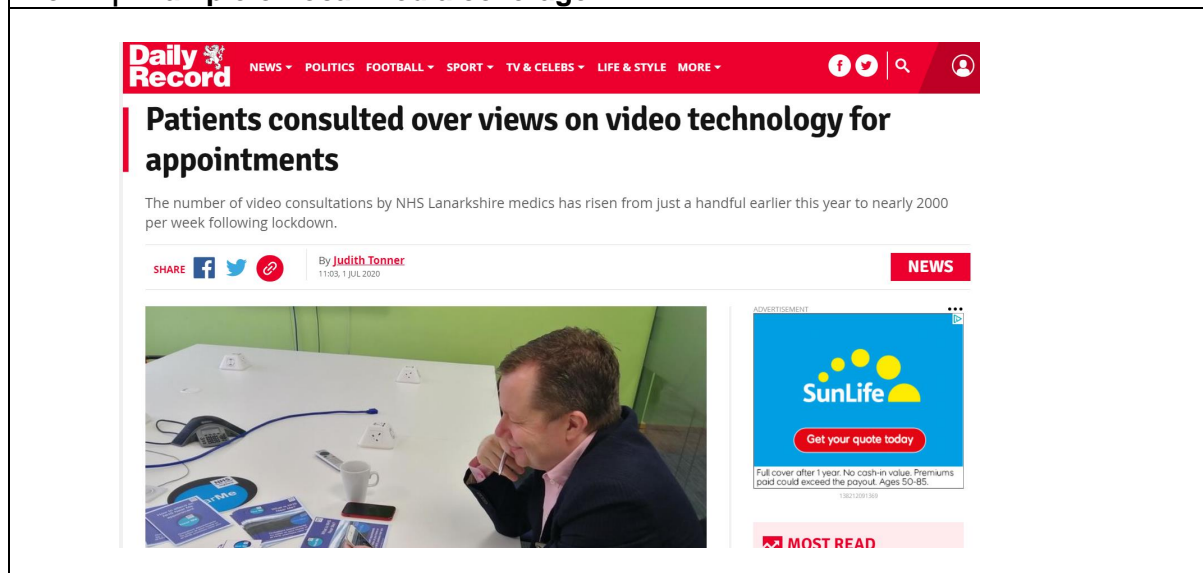 Daily
Record
NEWS POLITICS FOOTBALL SPORT TV & CELEBS LIFE & STYLE MORE
Patients consulted over views on video technology for
appointments
The number of video consultations by NHS Lanarkshire medics has risen from just a handful earlier this year to nearly 2000
per week following lockdown.
SHARE
By Judith Tonner
11:03, 1 JUL 2020
NEWS
ADVERTISEMENT
SunLife
Get your quote today
Full cover after 1 year. No cash-in value. Premiums
paid could exceed the payout. Ages 50-85.
NHS
MOST READ